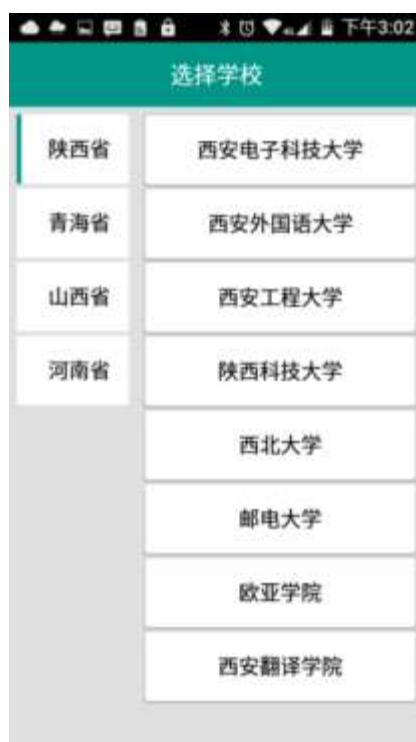 下午3:02
选择学校
陕西省
青海省
山西省
河南省
西安电子科技大学
西安外国语大学
西安工程大学
陕西科技大学
西北大学
邮电大学
欧亚学院
西安翻译学院